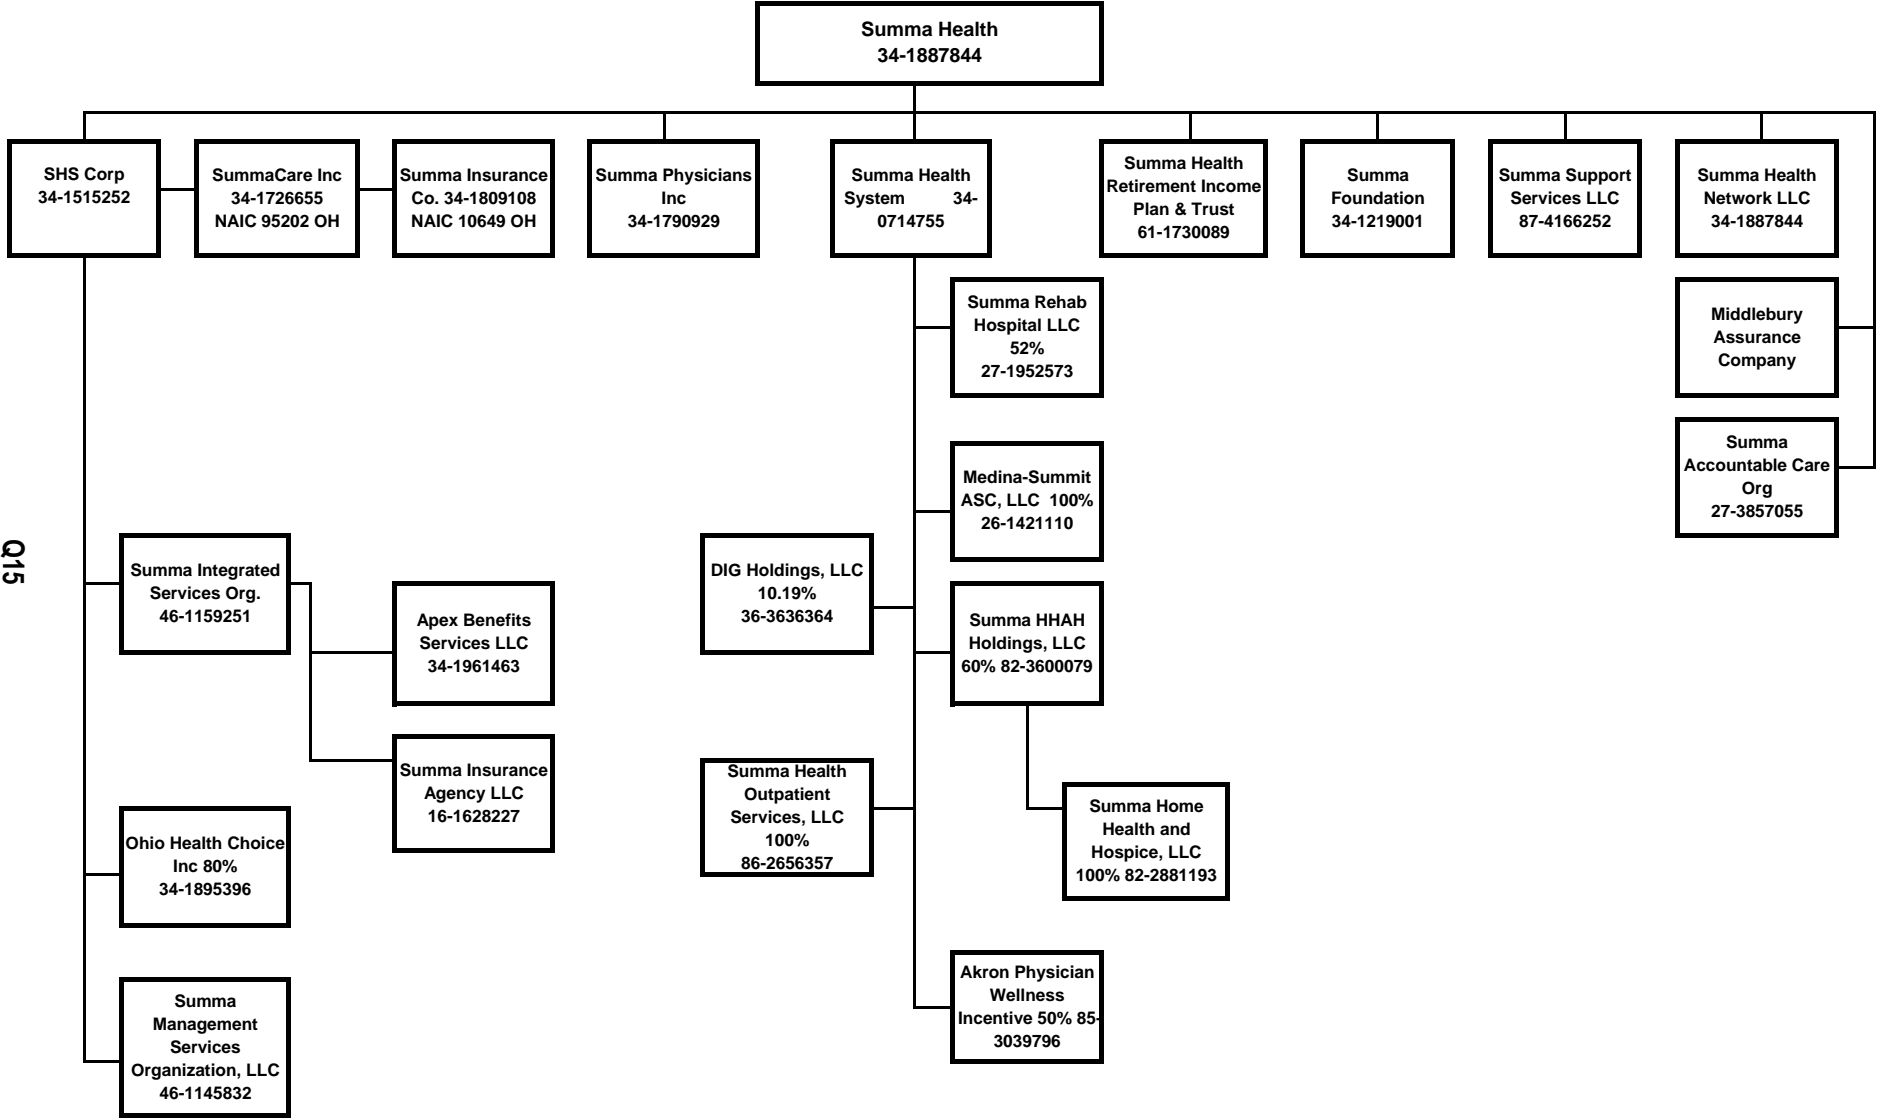 Summa Health
34-1887844
SHS Corp
34-1515252
SummaCare Inc
34-1726655
NAIC 95202 OH
Summa Insurance
Co. 34-1809108
NAIC 10649 OH
Summa Physicians
Inc
34-1790929
Summa Health
System 34-
0714755
Summa Health
Retirement Income
Plan & Trust
61-1730089
Summa
Foundation
34-1219001
Summa Support
Services LLC
87-4166252
Summa Health
Network LLC
34-1887844
Summa Rehab
Hospital LLC
52%
27-1952573
Middlebury
Assurance
Company
Medina-Summit
ASC, LLC 100%
26-1421110
Summa
Accountable Care
Org
27-3857055
Q15
Summa Integrated
Services Org.
46-1159251
Apex Benefits
Services LLC
34-1961463
DIG Holdings, LLC
10.19%
36-3636364
Summa HHAH
Holdings, LLC
60% 82-3600079
Summa Insurance
Agency LLC
16-1628227
Summa Health
Outpatient
Services, LLC
100%
86-2656357
Summa Home
Health and
Hospice, LLC
100% 82-2881193
Ohio Health Choice
Inc 80%
34-1895396
Akron Physician
Wellness
Incentive 50% 85-
3039796
Summa
Management
Services
Organization, LLC
46-1145832